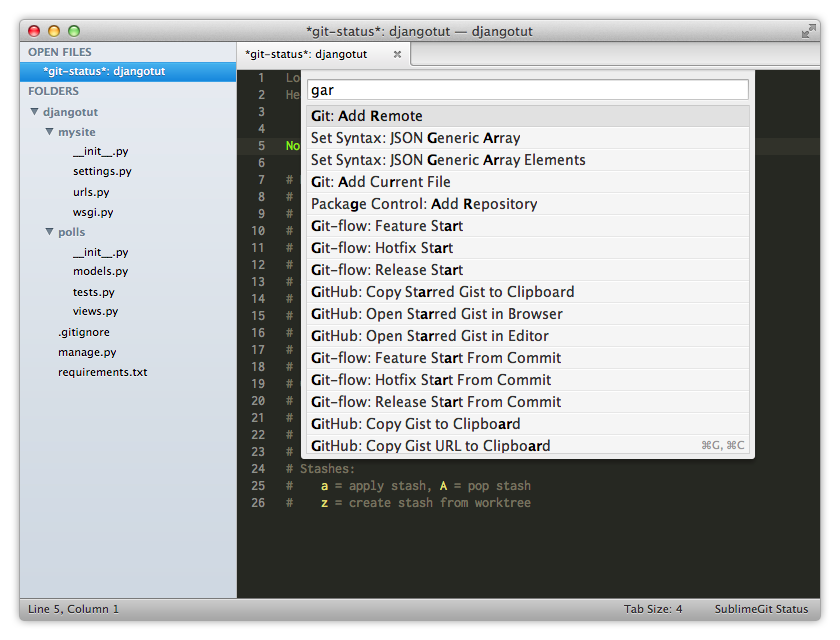 *git-status*: djangotut — djangotut
OPEN FILES
*git-status*: djangotut
FOLDERS
djangotut
mysite
__init__.py
settings.py
urls.py
wsgi.py
polls
__init__.py
models.py
tests.py
views.py
.gitignore
manage.py
requirements.txt
*git-status*: djangotut
gar
Git: Add Remote
Set Syntax: JSON Generic Array
Set Syntax: JSON Generic Array Elements
Git: Add Current File
Package Control: Add Repository
Git-flow: Feature Start
Git-flow: Hotfix Start
Git-flow: Release Start
GitHub: Copy Starred Gist to Clipboard
GitHub: Open Starred Gist in Browser
GitHub: Open Starred Gist in Editor
Git-flow: Feature Start From Commit
Git-flow: Hotfix Start From Commit
Git-flow: Release Start From Commit
GitHub: Copy Gist to Clipboard
GitHub: Copy Gist URL to Clipboard ⌘G, ⌘C
1 Lo
2 He
3
4
5 No
6
7 #
8 #
9 #
10 #
11 #
12 #
13 #
14 #
15 #
16 #
17 #
18 #
19 #
20 #
21 #
22 #
23 #
24 # Stashes:
25 # a = apply stash, A = pop stash
26 # z = create stash from worktree
Line 5, Column 1
Tab Size: 4
SublimeGit Status